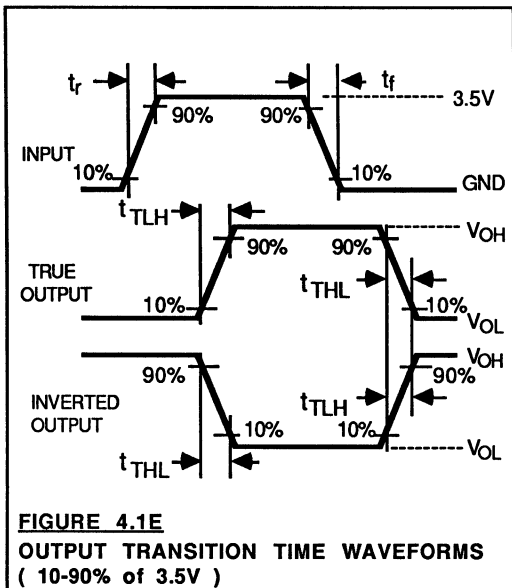 tr
tf
90%
90%
3.5V
INPUT
10%
10%
GND
tTLH
VOH
90%
90%
TRUE
OUTPUT
tTHL
10%
10%
VOL
VOH
90%
90%
INVERTED
OUTPUT
tTLH
10%
10%
VOL
tTHL
FIGURE 4.1E
OUTPUT TRANSITION TIME WAVEFORMS
( 10-90% of 3.5V )